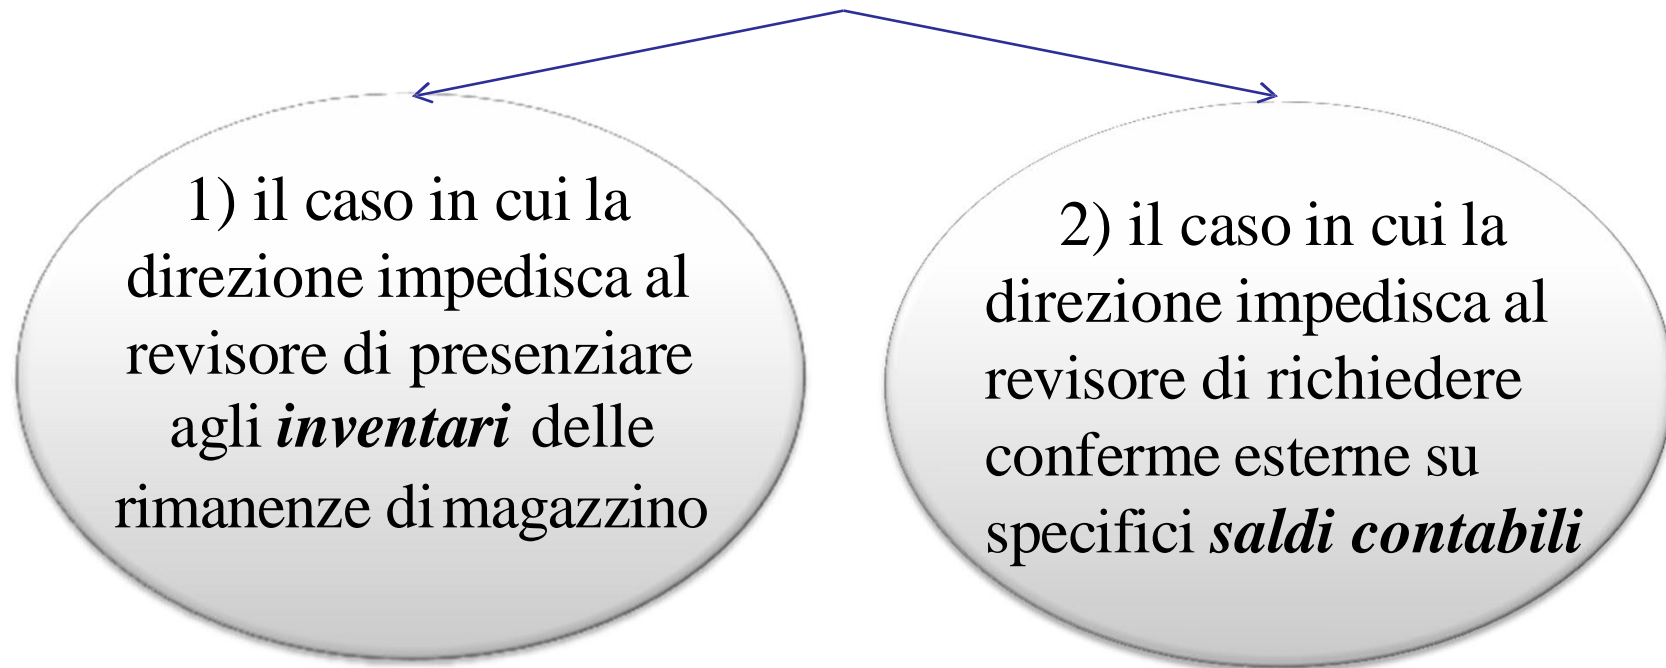 1) il caso in cui la
direzione impedisca al
revisore di presenziare
agli inventari delle
rimanenze di magazzino
2) il caso in cui la
direzione impedisca al
revisore di richiedere
conferme esterne su
specifici saldi contabili